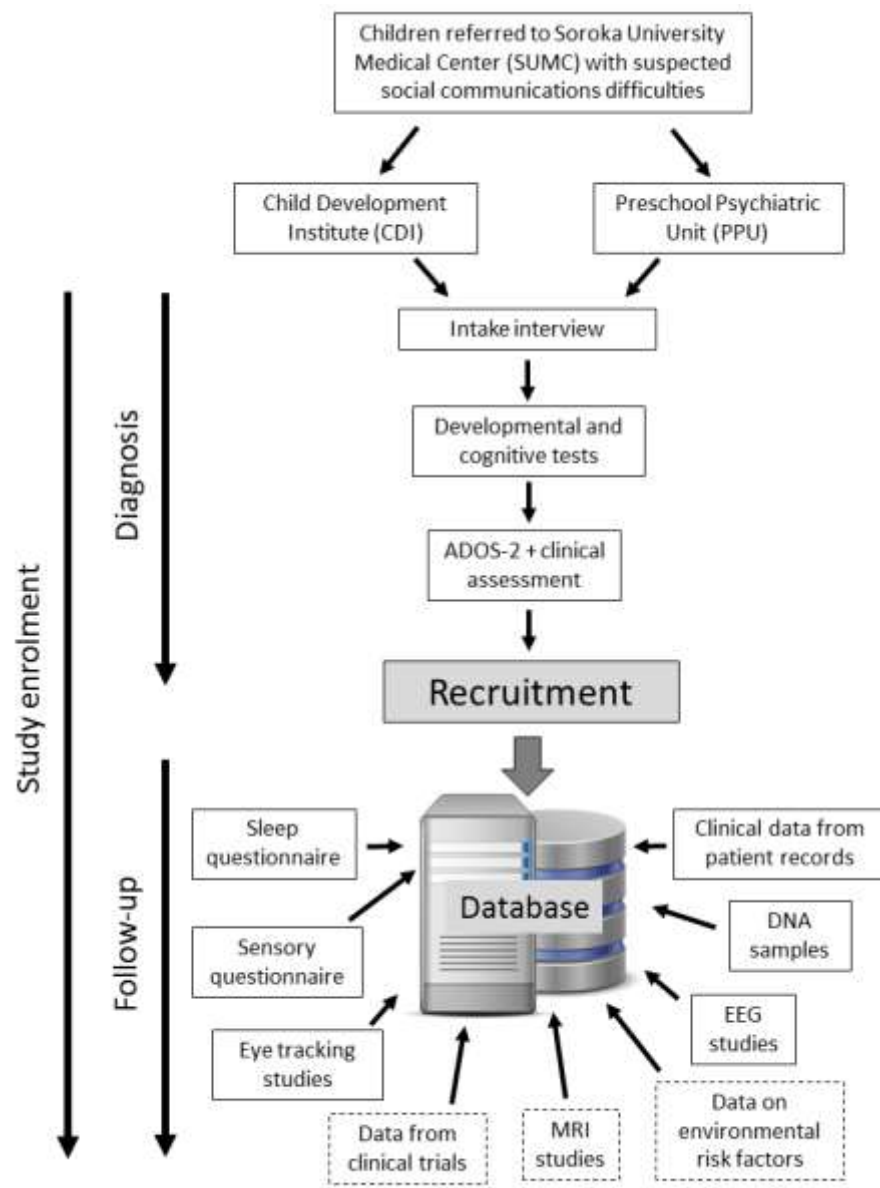 Children referred to Soroka University
Medical Center (SUMC) with suspected
social communications difficulties
Child Development
Institute (CDI)
Preschool Psychiatric
Unit (PPU)
Intake interview
Developmental and
cognitive tests
ADOS-2 + clinical
assessment
Recruitment
Study enrolment
Diagnosis
Follow-up
Sleep
questionnaire
Clinical data from
patient records
Database
Sensory
questionnaire
DNA
samples
Eye tracking
studies
EEG
studies
Data from
clinical trials
MRI
studies
Data on
environmental
risk factors